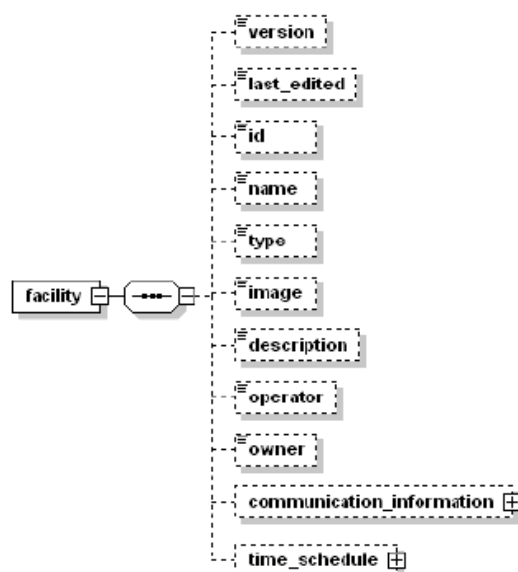 version
last_edited
id
name
type
facility
image
description
operator
owner
communication_information
time_schedule